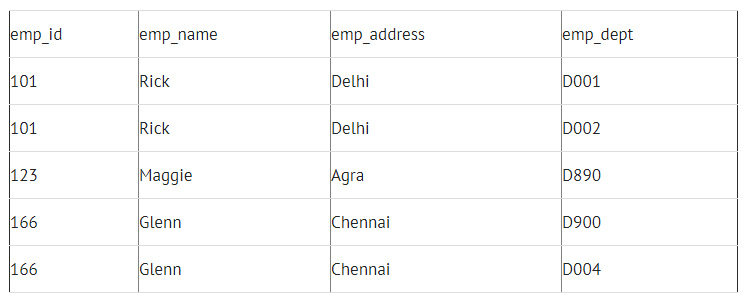 emp_id emp_name emp_address emp_dept
101 Rick Delhi D001
101 Rick Delhi D002
123 Maggie Agra D890
166 Glenn Chennai D900
166 Glenn Chennai D004